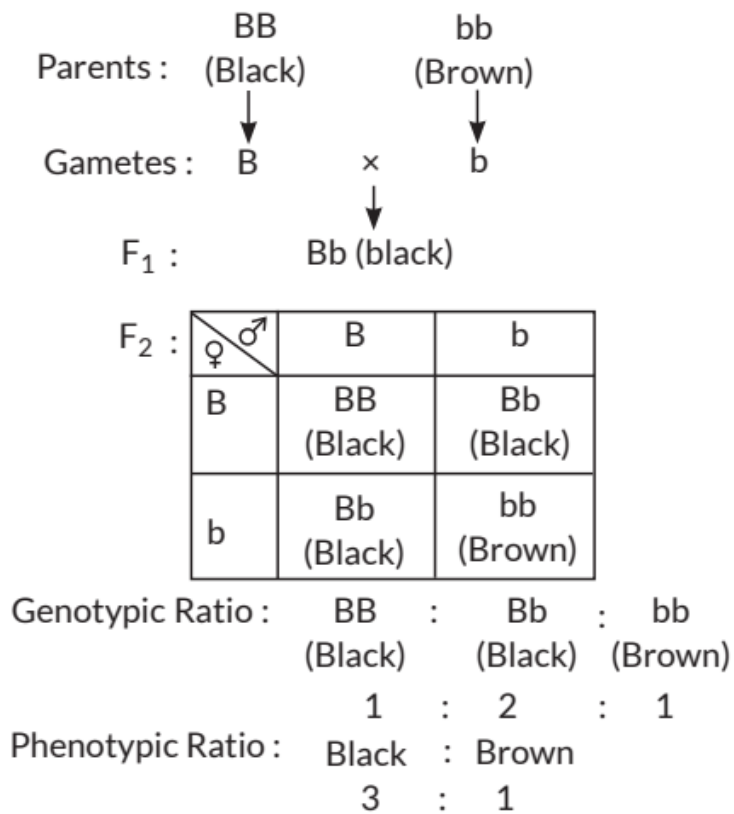 BB bb
Parents : (Black) (Brown)
Gametes : B × b
F₁ : Bb (black)
F₂ : ♀ ♂ B b
B BB Bb
(Black) (Black)
b Bb bb
(Black) (Brown)
Genotypic Ratio : BB : Bb : bb
(Black) (Black) (Brown)
1 : 2 : 1
Phenotypic Ratio : Black : Brown
3 : 1